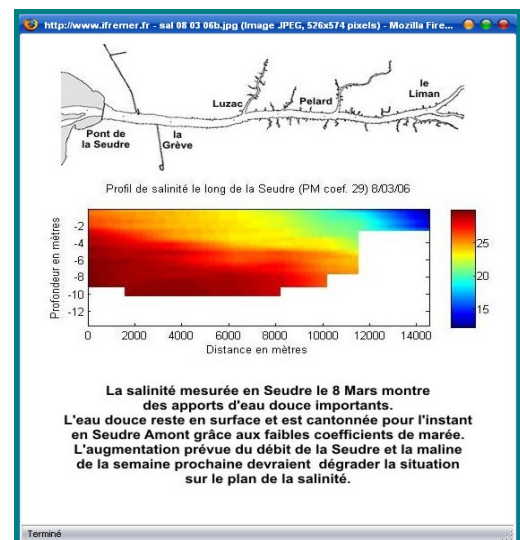 http://www.ifremer.fr - sal 08 03 06b.jpg (Image JPEG, 526x574 pixels) - Mozilla Fire...
le
Liman
Luzac
Pelard
Pont de
la Seudre
la
Grève
Profil de salinité le long de la Seudre (PM coef. 29) 8/03/06
Profondeur en mètres
-2
-4
-6
-8
-10
-12
0 2000 4000 6000 8000 10000 12000 14000
Distance en mètres
25
20
15
La salinité mesurée en Seudre le 8 Mars montre
des apports d'eau douce importants.
L'eau douce reste en surface et est cantonnée pour l'instant
en Seudre Amont grâce aux faibles coefficients de marée.
L'augmentation prévue du débit de la Seudre et la maline
de la semaine prochaine devraient dégrader la situation
sur le plan de la salinité.
Terminé